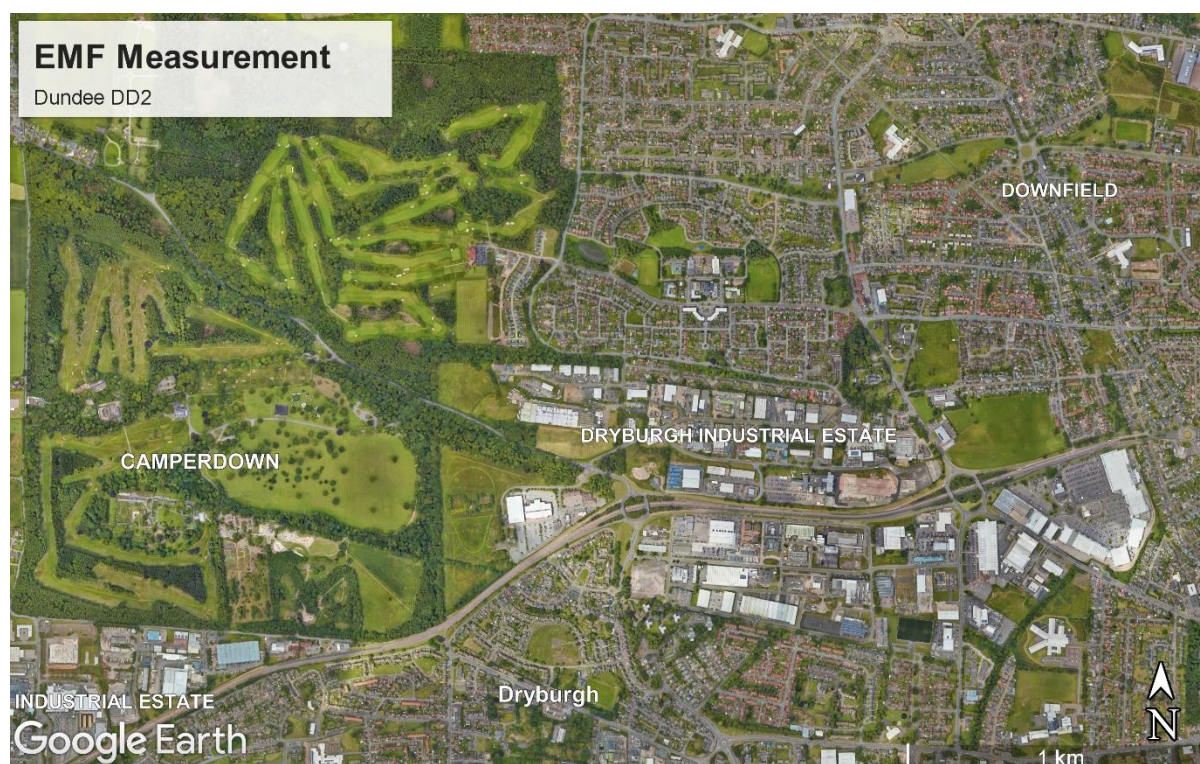 EMF Measurement
Dundee DD2
DOWNFIELD
DRYBURGH INDUSTRIAL ESTATE
CAMPERDOWN
Dryburgh
INDUSTRIAL ESTATE
N
Google Earth
1 km